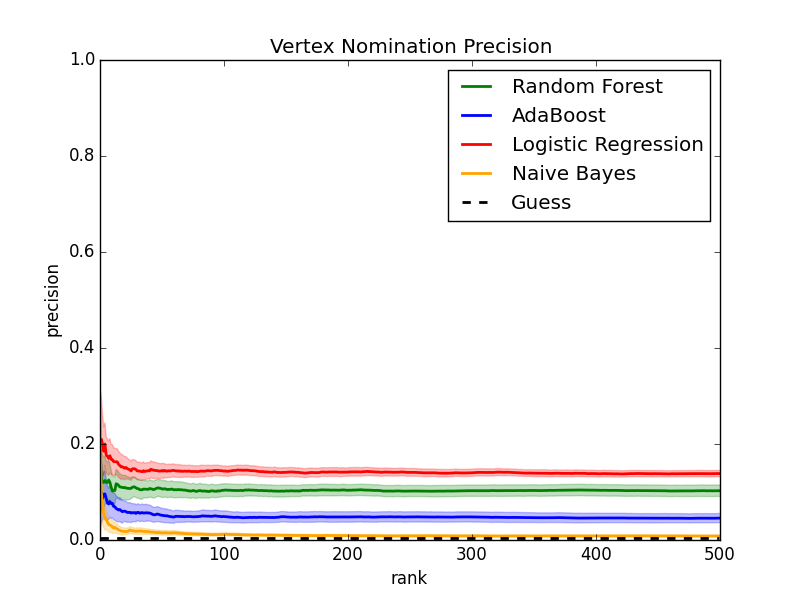 Vertex Nomination Precision
1.0
0.8
0.6
0.4
0.2
0.0
precision
Random Forest
AdaBoost
Logistic Regression
Naive Bayes
Guess
0 100 200 300 400 500
rank